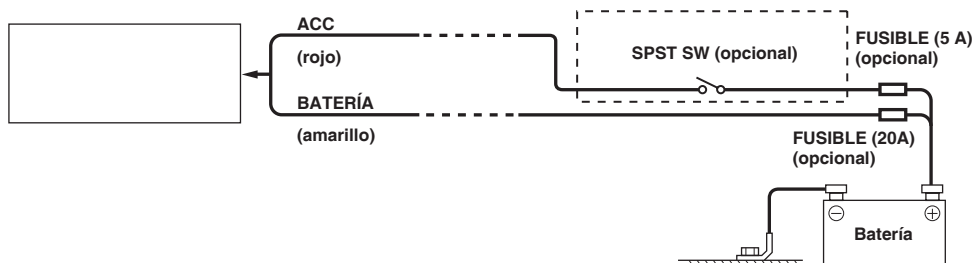 ACC
(rojo)
SPST SW (opcional)
FUSIBLE (5 A)
(opcional)
BATERÍA
(amarillo)
FUSIBLE (20A)
(opcional)
Batería